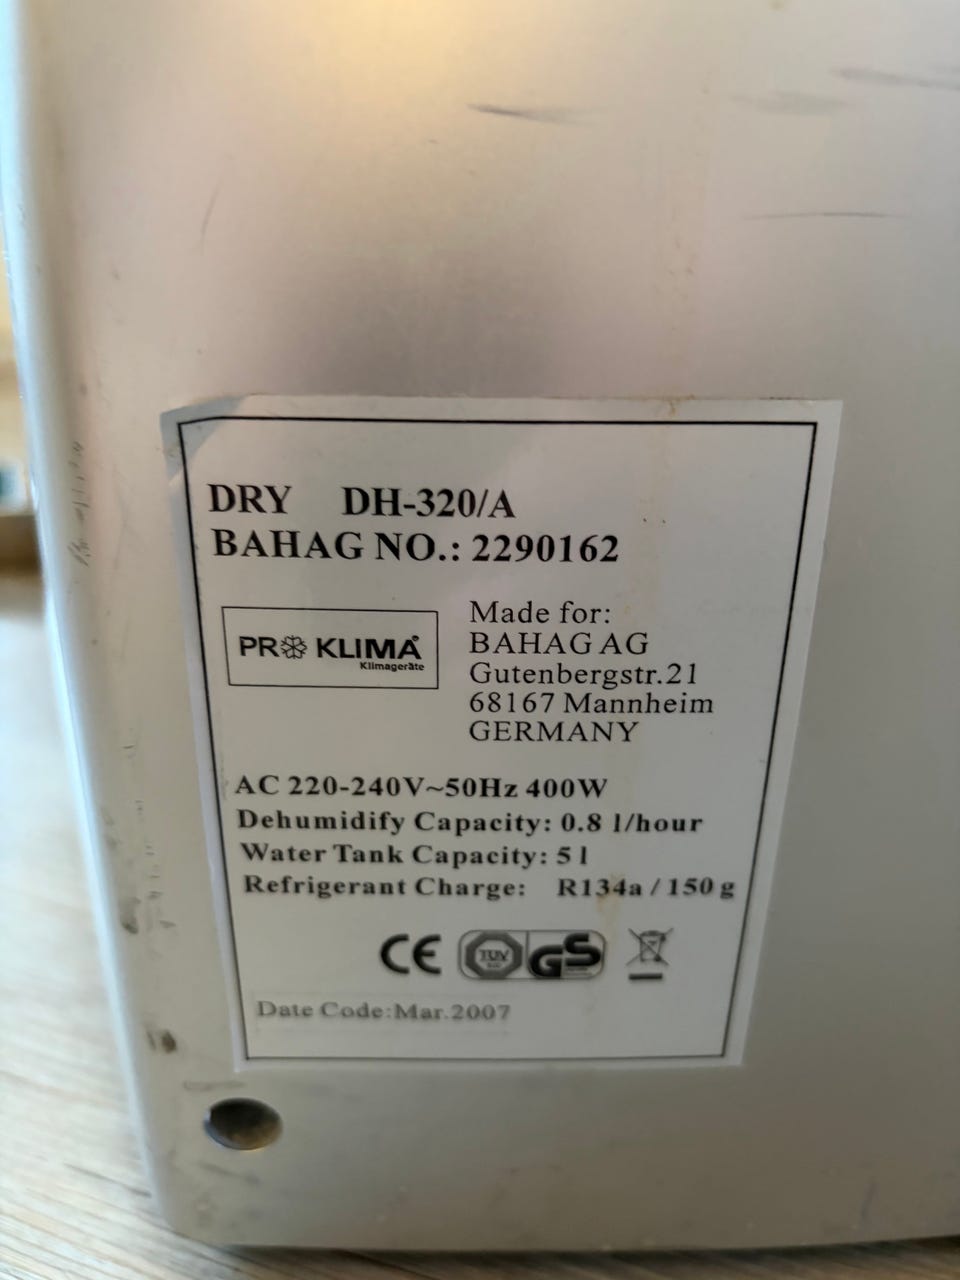 DRY DH-320/A
BAHAG NO.: 2290162
PRO KLIMA
Klimageräte
Made for:
BAHAG AG
Gutenbergstr.21
68167 Mannheim
GERMANY
AC 220-240V~50Hz 400W
Dehumidify Capacity: 0.8 l/hour
Water Tank Capacity: 5 l
Refrigerant Charge: R134a / 150 g
CE TÜV GS
Date Code:Mar.2007